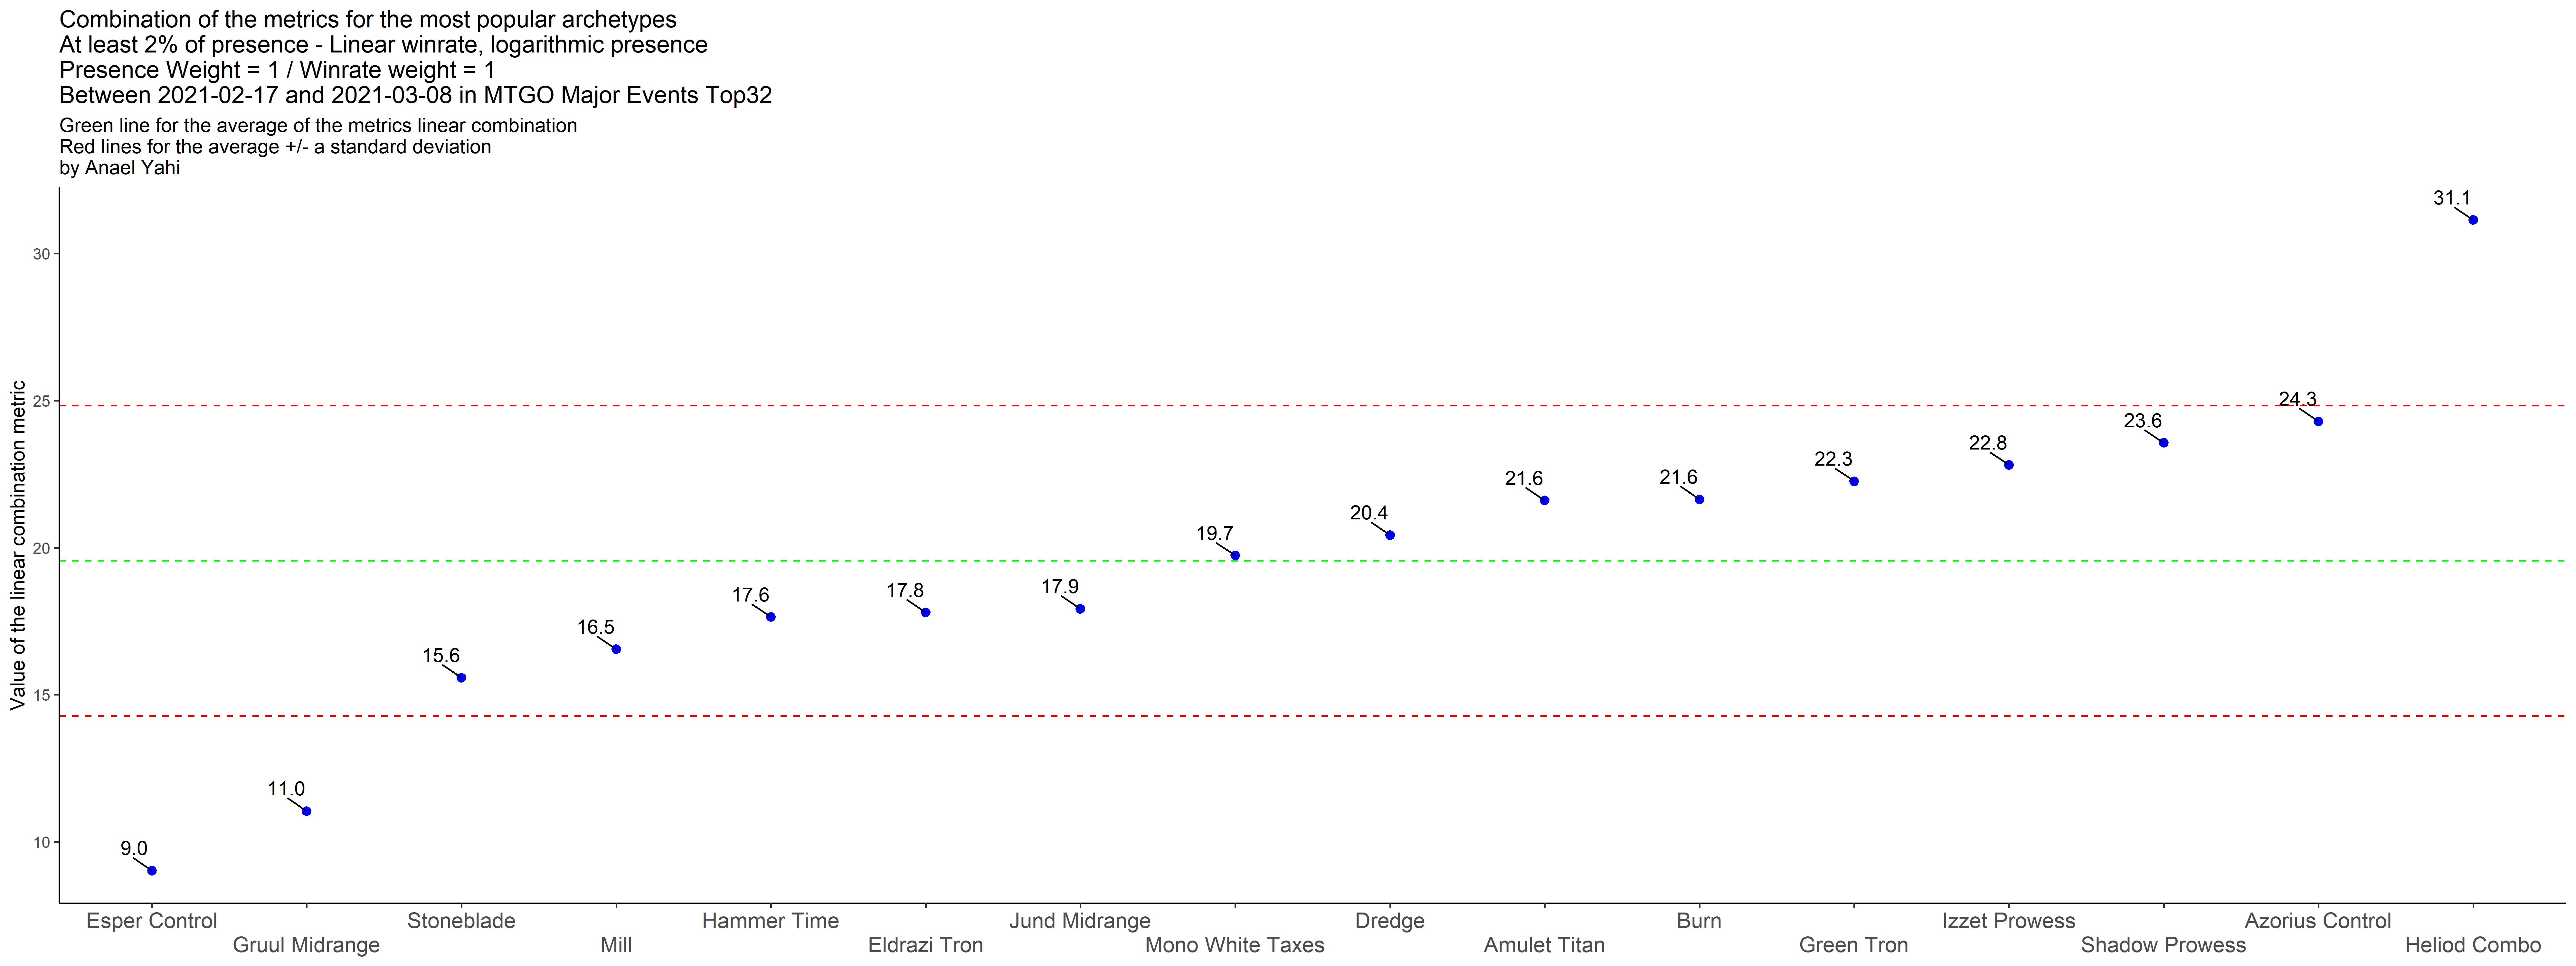 Combination of the metrics for the most popular archetypes
At least 2% of presence - Linear winrate, logarithmic presence
Presence Weight = 1 / Winrate weight = 1
Between 2021-02-17 and 2021-03-08 in MTGO Major Events Top32
Green line for the average of the metrics linear combination
Red lines for the average +/- a standard deviation
by Anael Yahi
Value of the linear combination metric
30
25
20
15
10
9.0
11.0
15.6
16.5
17.6
17.8
17.9
19.7
20.4
21.6
21.6
22.3
22.8
23.6
24.3
31.1
Esper Control
Gruul Midrange
Stoneblade
Mill
Hammer Time
Eldrazi Tron
Jund Midrange
Mono White Taxes
Dredge
Amulet Titan
Burn
Green Tron
Izzet Prowess
Shadow Prowess
Azorius Control
Heliod Combo